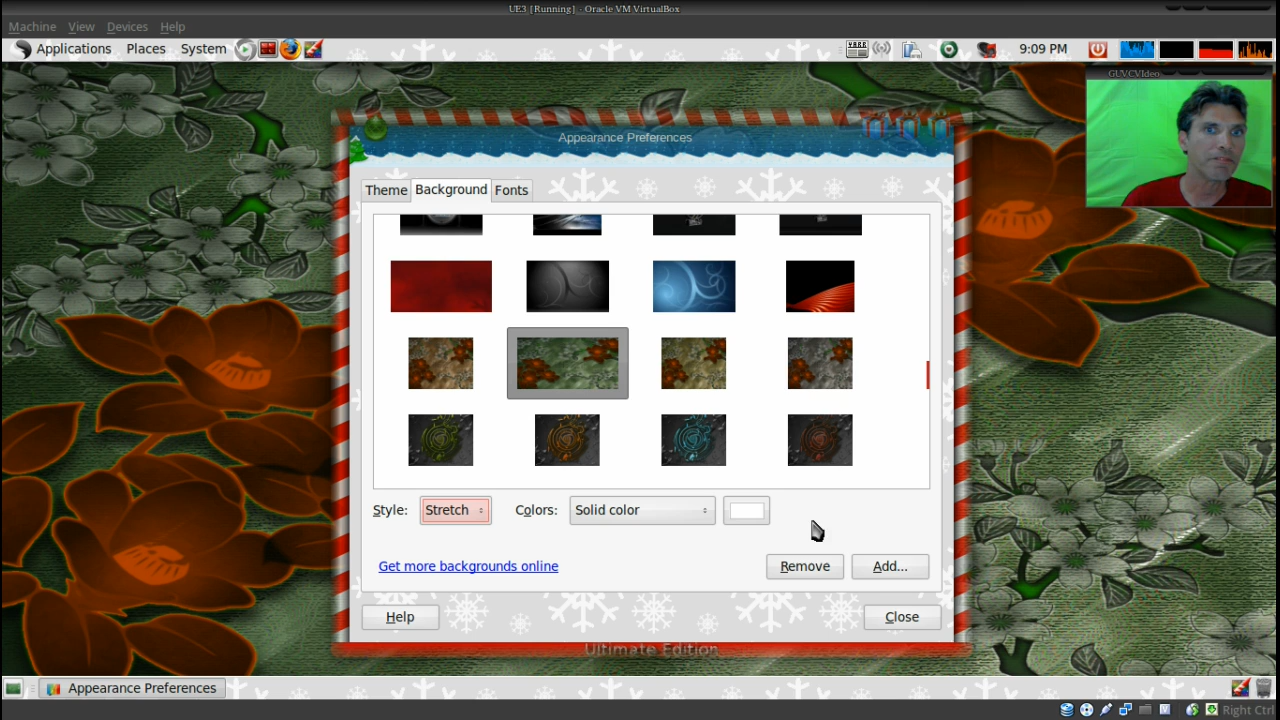 UE3 [Running] - Oracle VM VirtualBox
Machine View Devices Help
Applications Places System 9:09 PM
GUVCVideo
Appearance Preferences
Theme Background Fonts
Style: Stretch Colors: Solid color
Get more backgrounds online Remove Add...
Help Close
Ultimate Edition
Appearance Preferences
Right Ctrl